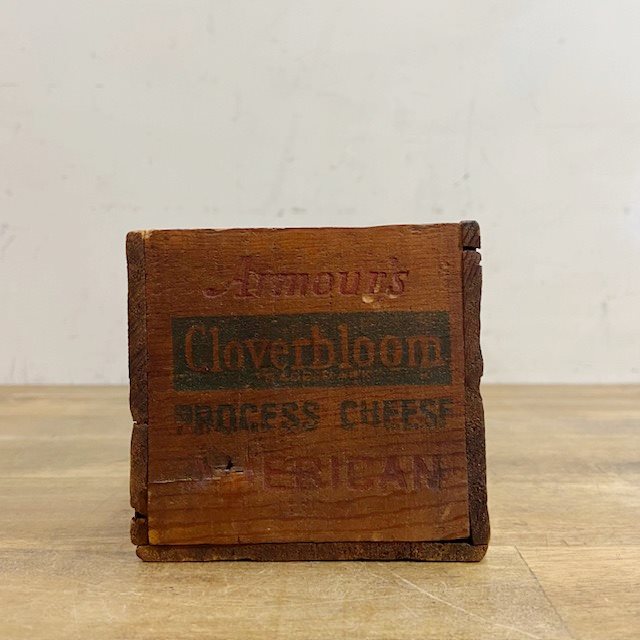 Armour's
Cloverbloom
PROCESS CHEESE
AMERICAN